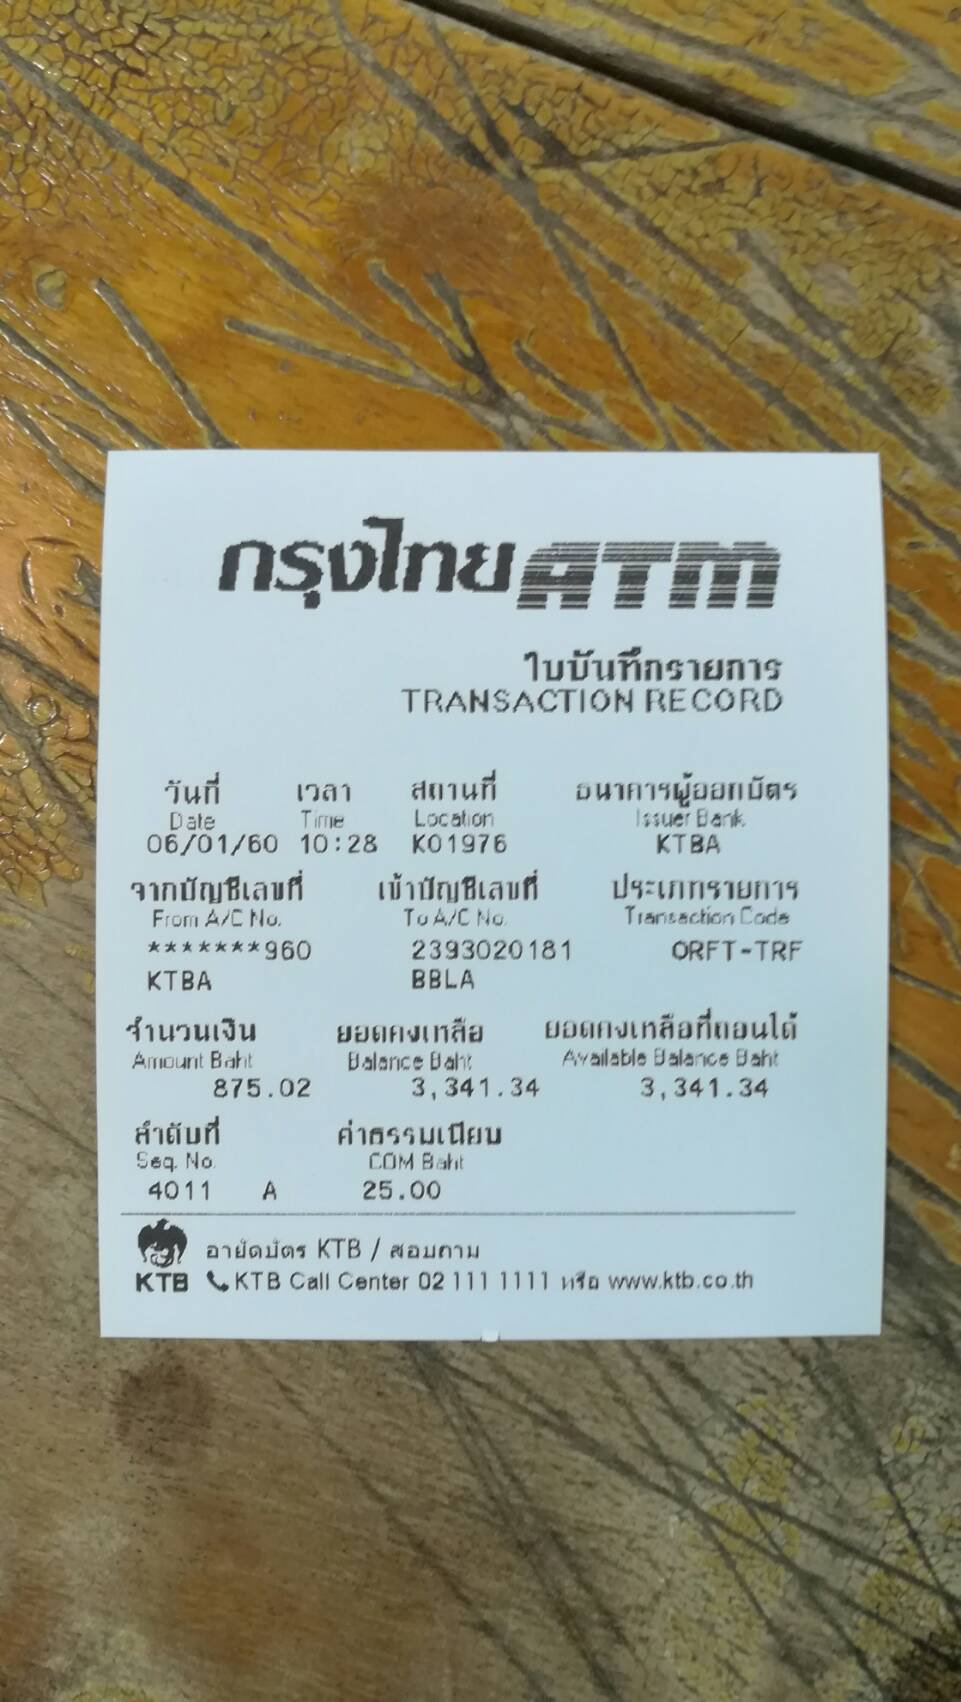 กรุงไทย ATM
ใบบันทึกรายการ
TRANSACTION RECORD
วันที่ เวลา สถานที่ ธนาคารผู้ออกบัตร
Date Time Location Issuer Bank
06/01/60 10:28 K01976 KTBA
จากบัญชีเลขที่ เข้าบัญชีเลขที่ ประเภทรายการ
From A/C No. To A/C No. Transaction Code
*******960 2393020181 ORFT-TRF
KTBA BBLA
จำนวนเงิน ยอดคงเหลือ ยอดคงเหลือที่ถอนได้
Amount Baht Balance Baht Available Balance Baht
875.02 3,341.34 3,341.34
ลำดับที่ ค่าธรรมเนียม
Seq. No. COM Baht
4011 A 25.00
อายัดบัตร KTB / สอบถาม
KTB KTB Call Center 02 111 1111 หรือ www.ktb.co.th